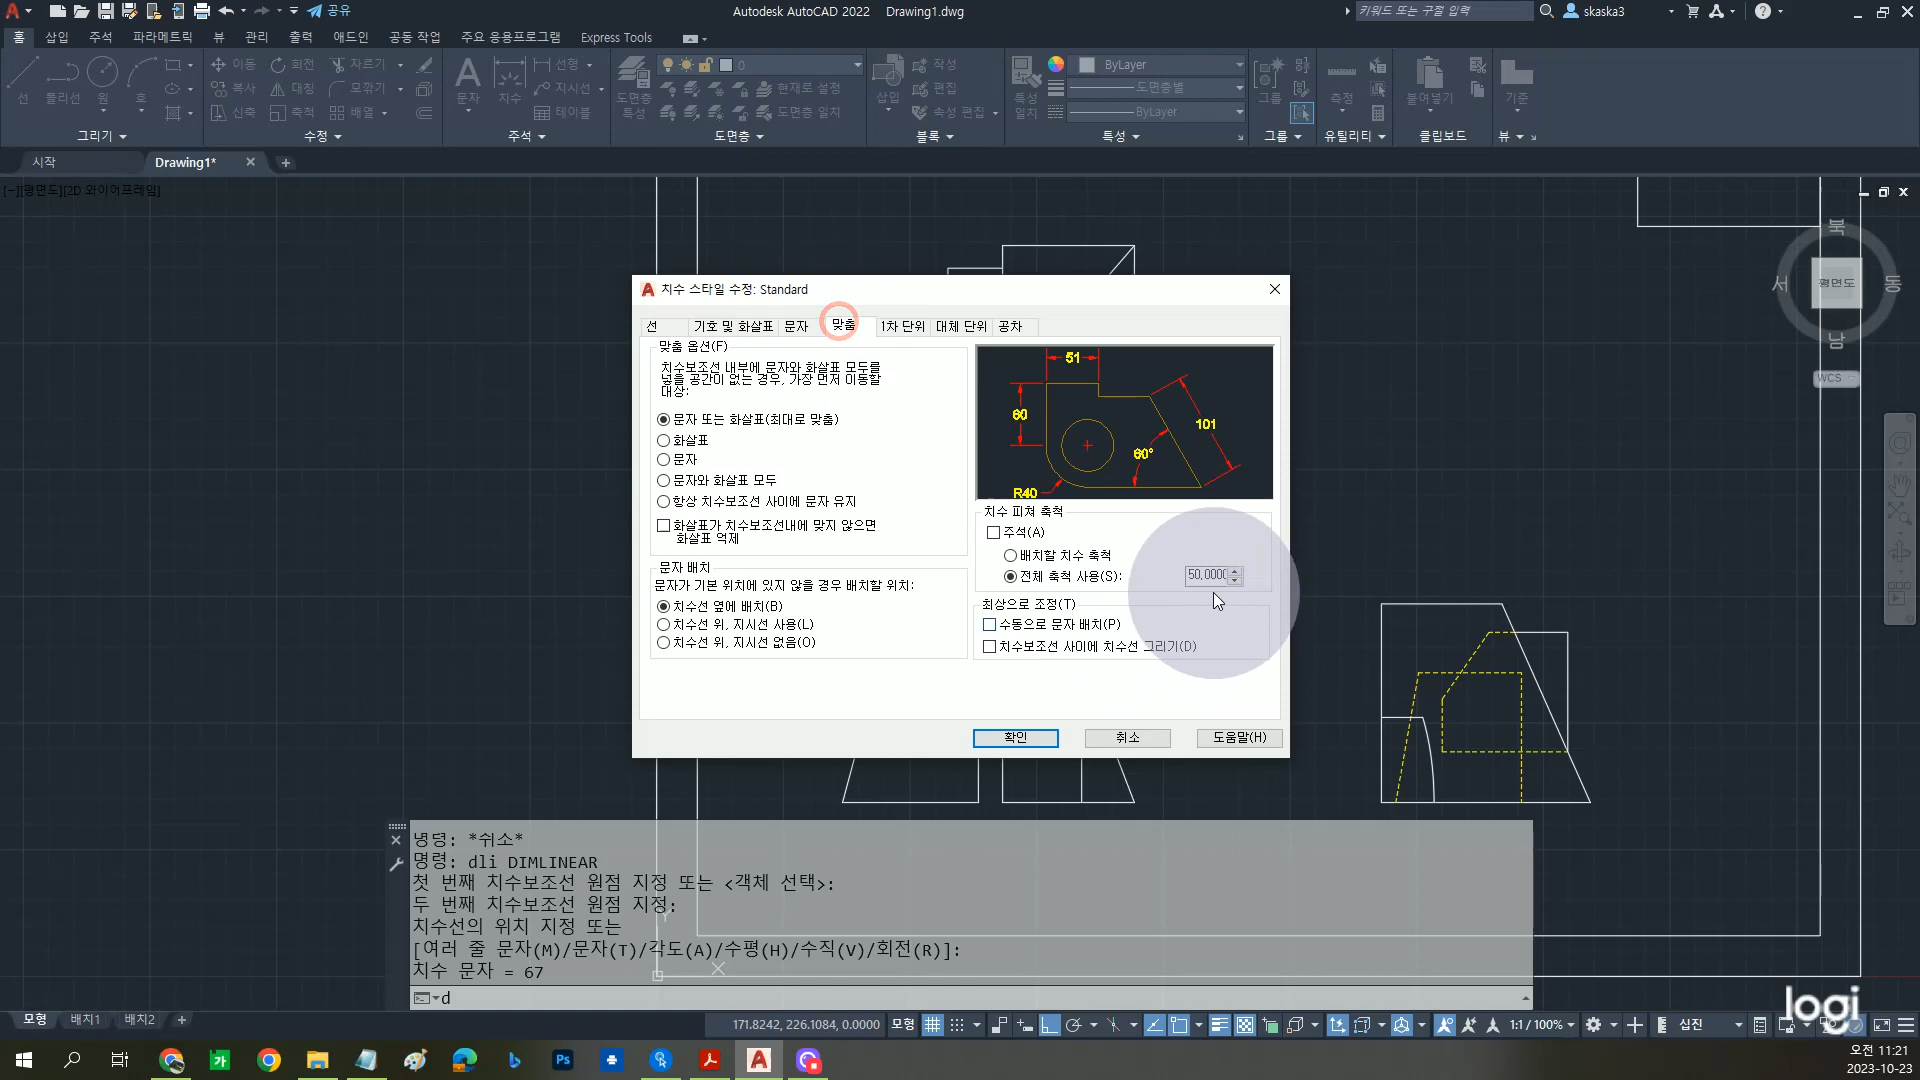 공유
Autodesk AutoCAD 2022 Drawing1.dwg
키워드 또는 구절 입력
skaska3
홈 삽입 주석 파라메트릭 뷰 관리 출력 애드인 공동 작업 주요 응용프로그램 Express Tools
이동 회전 자르기
복사 대칭 모깎기
신축 축척 배열
선 폴리선 원 호
문자 치수
선형
지시선
테이블
도면층 특성
0
현재로 설정
도면층 일치
삽입
작성
편집
속성 편집
특성 일치
ByLayer
도면층별
ByLayer
그룹 측정 붙여넣기 기준
그리기 수정 주석 도면층 블록 특성 그룹 유틸리티 클립보드 뷰
시작 Drawing1*
[−][평면도][2D 와이어프레임]
북
서 평면도 동
남
WCS
치수 스타일 수정: Standard
선 기호 및 화살표 문자 맞춤 1차 단위 대체 단위 공차
맞춤 옵션(F)
치수보조선 내부에 문자와 화살표 모두를
넣을 공간이 없는 경우, 가장 먼저 이동할
대상:
문자 또는 화살표(최대로 맞춤)
화살표
문자
문자와 화살표 모두
항상 치수보조선 사이에 문자 유지
화살표가 치수보조선내에 맞지 않으면
화살표 억제
문자 배치
문자가 기본 위치에 있지 않을 경우 배치할 위치:
치수선 옆에 배치(B)
치수선 위, 지시선 사용(L)
치수선 위, 지시선 없음(O)
51
60
101
60°
R40
치수 피쳐 축척
주석(A)
배치할 치수 축척
전체 축척 사용(S):
50,0000
최상으로 조정(T)
수동으로 문자 배치(P)
치수보조선 사이에 치수선 그리기(D)
확인 취소 도움말(H)
명령: *취소*
명령: dli DIMLINEAR
첫 번째 치수보조선 원점 지정 또는 <객체 선택>:
두 번째 치수보조선 원점 지정:
치수선의 위치 지정 또는
[여러 줄 문자(M)/문자(T)/각도(A)/수평(H)/수직(V)/회전(R)]:
치수 문자 = 67
d
Y
X
logi
모형 배치1 배치2
171.8242, 226.1084, 0.0000 모형
1:1 / 100%
십진
가
Ps
오전 11:21
2023-10-23